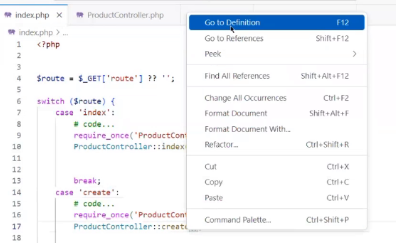 index.php × ProductController.php
index.php > ...
1 <?php
2
3
4 $route = $_GET['route'] ?? '';
5
6 switch ($route) {
7 case 'index':
8 # code...
9 require_once('ProductCon
10 ProductController::index
11
12
13 break;
14 case 'create':
15 # code...
16 require_once('ProductCon
17 ProductController::create
Go to Definition F12
Go to References Shift+F12
Peek >
Find All References Shift+Alt+F12
Change All Occurrences Ctrl+F2
Format Document Shift+Alt+F
Format Document With...
Refactor... Ctrl+Shift+R
Cut Ctrl+X
Copy Ctrl+C
Paste Ctrl+V
Command Palette... Ctrl+Shift+P